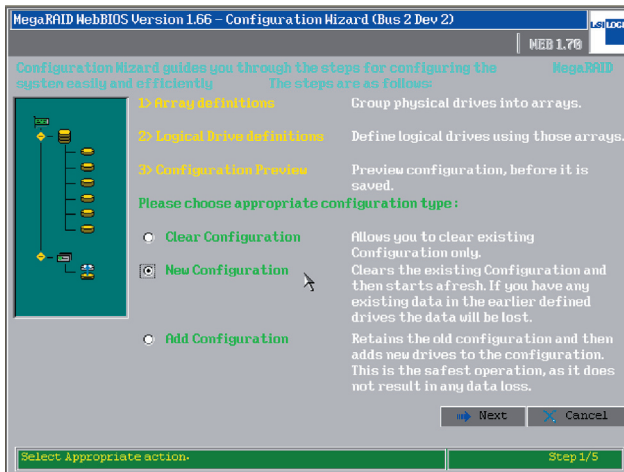 MegaRAID WebBIOS Version 1.66 - Configuration Wizard (Bus 2 Dev 2)
LSI LOGIC
WEB 1.70
Configuration Wizard guides you through the steps for configuring the MegaRAID
system easily and efficiently The steps are as follows:
1> Array definitions Group physical drives into arrays.
2> Logical Drive definitions Define logical drives using those arrays.
3> Configuration Preview Preview configuration, before it is
saved.
Please choose appropriate configuration type :
Clear Configuration Allows you to clear existing
Configuration only.
New Configuration Clears the existing Configuration and
then starts afresh. If you have any
existing data in the earlier defined
drives the data will be lost.
Add Configuration Retains the old configuration and then
adds new drives to the configuration.
This is the safest operation, as it does
not result in any data loss.
Next Cancel
Select Appropriate action. Step 1/5